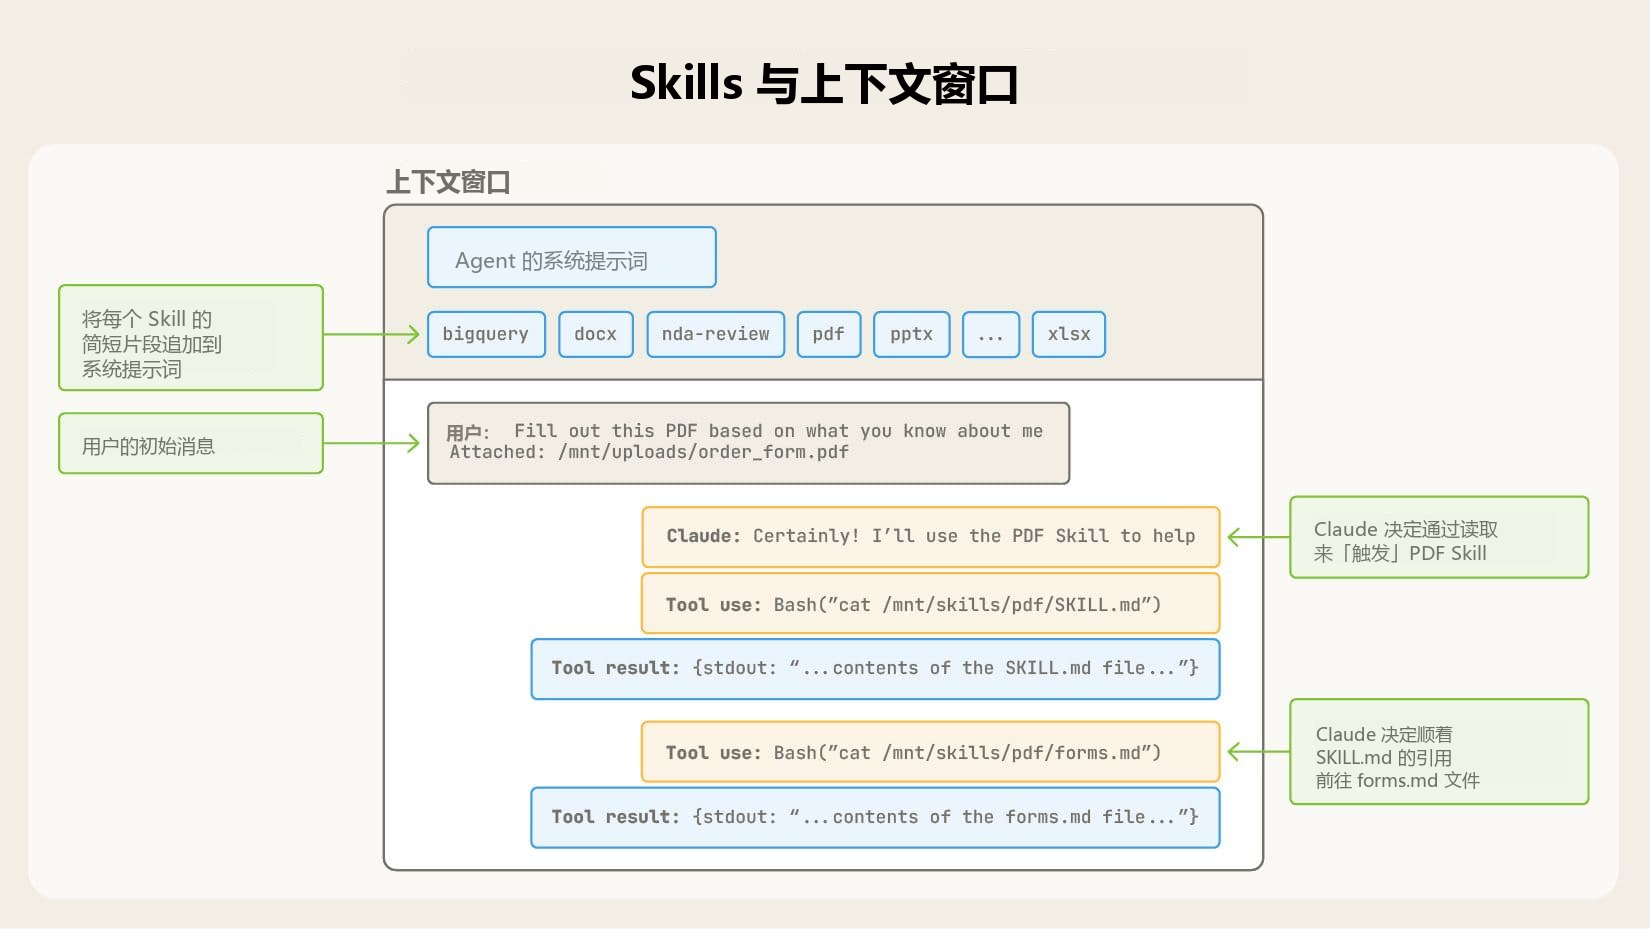 Skills 与上下文窗口
上下文窗口
Agent 的系统提示词
将每个 Skill 的
简短片段追加到
系统提示词
bigquery docx nda-review pdf pptx ... xlsx
用户的初始消息
用户: Fill out this PDF based on what you know about me
Attached: /mnt/uploads/order_form.pdf
Claude: Certainly! I’ll use the PDF Skill to help
Claude 决定通过读取
来「触发」PDF Skill
Tool use: Bash(”cat /mnt/skills/pdf/SKILL.md”)
Tool result: {stdout: “...contents of the SKILL.md file...”}
Tool use: Bash(”cat /mnt/skills/pdf/forms.md”)
Claude 决定顺着
SKILL.md 的引用
前往 forms.md 文件
Tool result: {stdout: “...contents of the forms.md file...”}